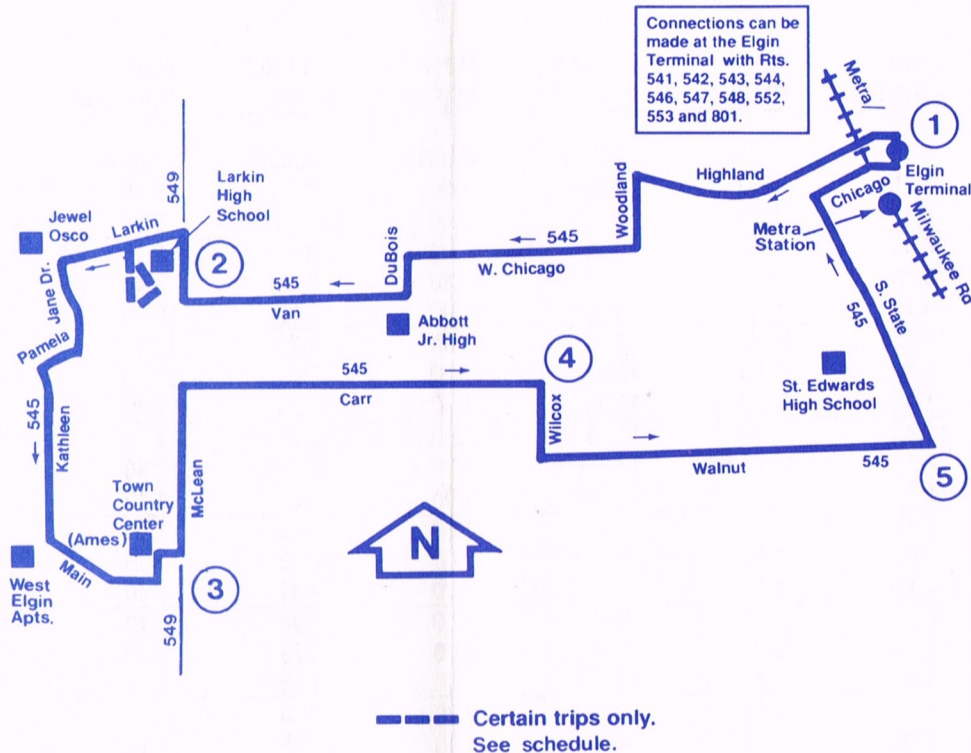 Connections can be
made at the Elgin
Terminal with Rts.
541, 542, 543, 544,
546, 547, 548, 552,
553 and 801.
Metra
1
Elgin
Terminal
Highland
Woodland
Chicago
Metra
Station
Milwaukee Rd
549
Larkin
High
School
Jewel
Osco
Larkin
2
DuBois
545
W. Chicago
Jane Dr.
545
Van
Abbott
Jr. High
S. State
545
Pamela
4
545
Carr
St. Edwards
High School
545
Kathleen
Wilcox
McLean
Walnut
545
5
Town
Country
Center
(Ames)
N
Main
West
Elgin
Apts.
3
549
Certain trips only.
See schedule.